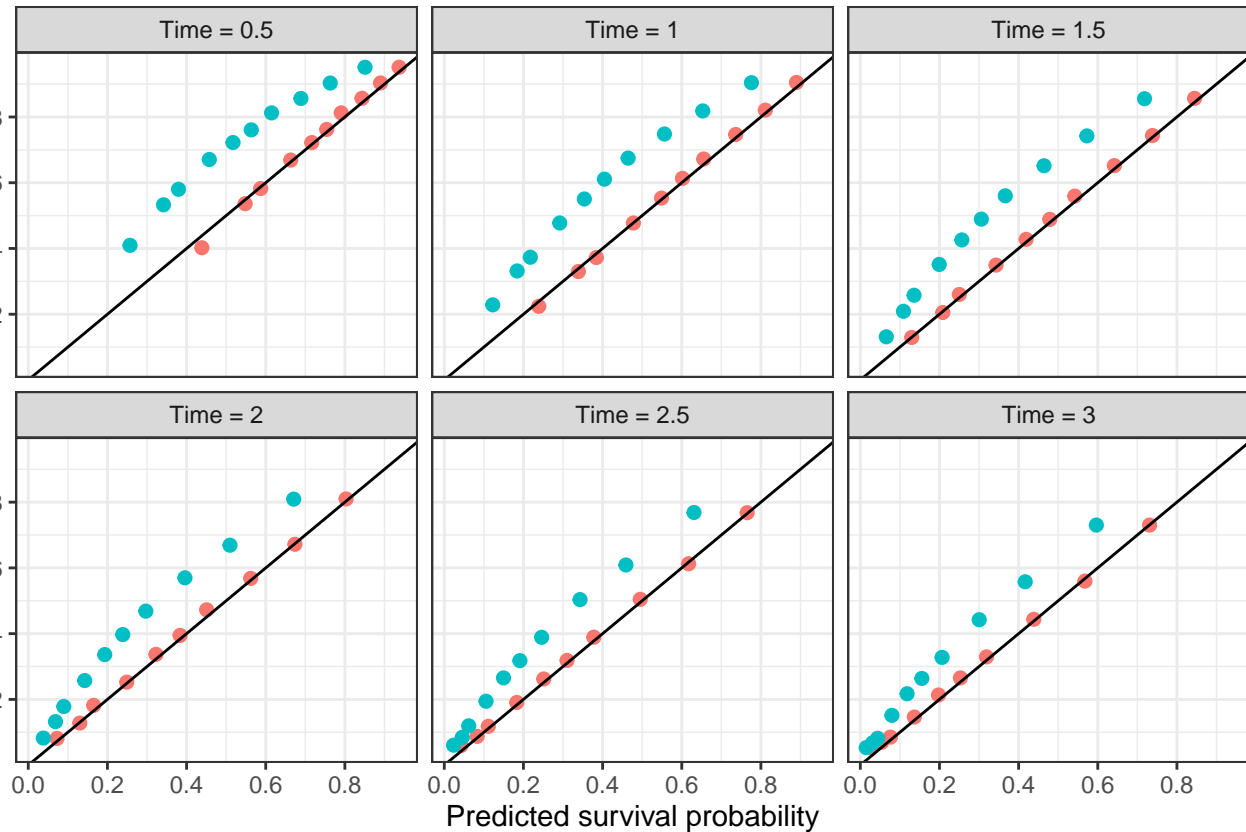 Time = 0.5 Time = 1 Time = 1.5
Time = 2 Time = 2.5 Time = 3
0.0 0.2 0.4 0.6 0.8 0.0 0.2 0.4 0.6 0.8 0.0 0.2 0.4 0.6 0.8
Predicted survival probability